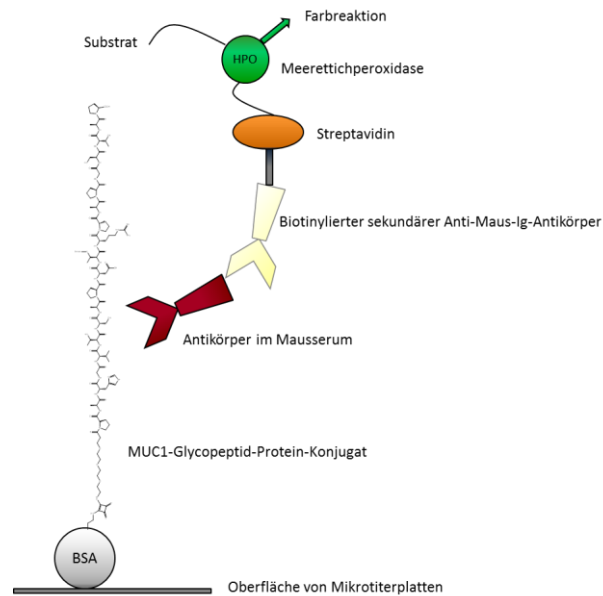 Farbreaktion
Substrat
HPO
Meerettichperoxidase
Streptavidin
Biotinylierter sekundärer Anti-Maus-Ig-Antikörper
Antikörper im Mausserum
MUC1-Glycopeptid-Protein-Konjugat
BSA
Oberfläche von Mikrotiterplatten